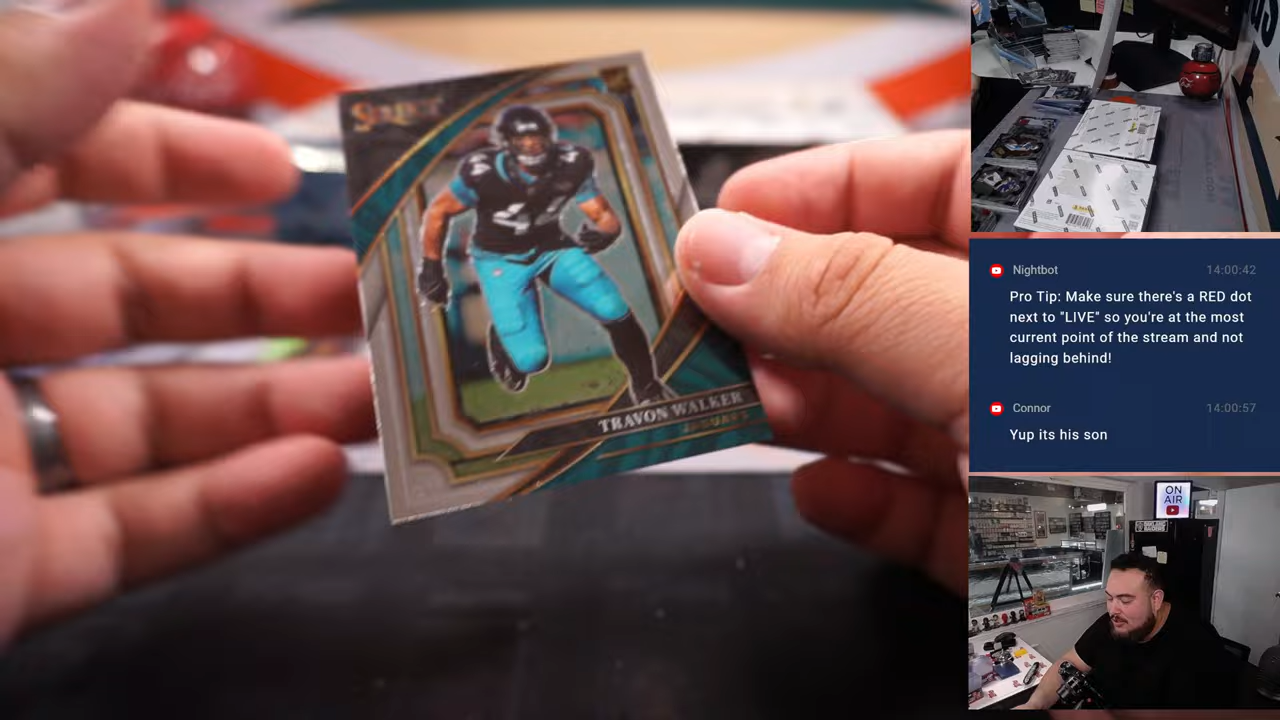 SELECT
44
TRAVON WALKER
JAGUARS
Nightbot 14:00:42
Pro Tip: Make sure there's a RED dot
next to "LIVE" so you're at the most
current point of the stream and not
lagging behind!
Connor 14:00:57
Yup its his son
ON
AIR